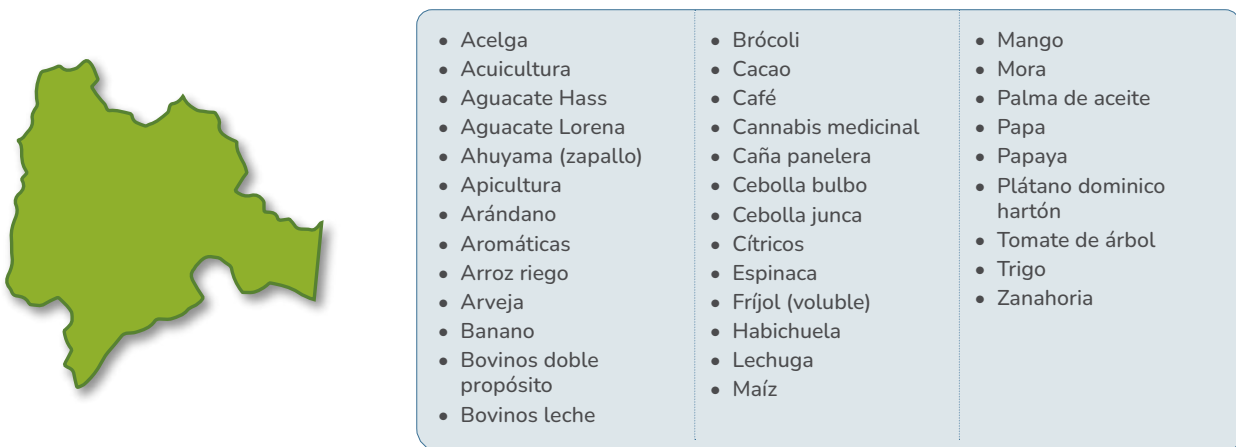 • Acelga
• Acuicultura
• Aguacate Hass
• Aguacate Lorena
• Ahuyama (zapallo)
• Apicultura
• Arándano
• Aromáticas
• Arroz riego
• Arveja
• Banano
• Bovinos doble
propósito
• Bovinos leche
• Brócoli
• Cacao
• Café
• Cannabis medicinal
• Caña panelera
• Cebolla bulbo
• Cebolla junca
• Cítricos
• Espinaca
• Fríjol (voluble)
• Habichuela
• Lechuga
• Maíz
• Mango
• Mora
• Palma de aceite
• Papa
• Papaya
• Plátano dominico
hartón
• Tomate de árbol
• Trigo
• Zanahoria